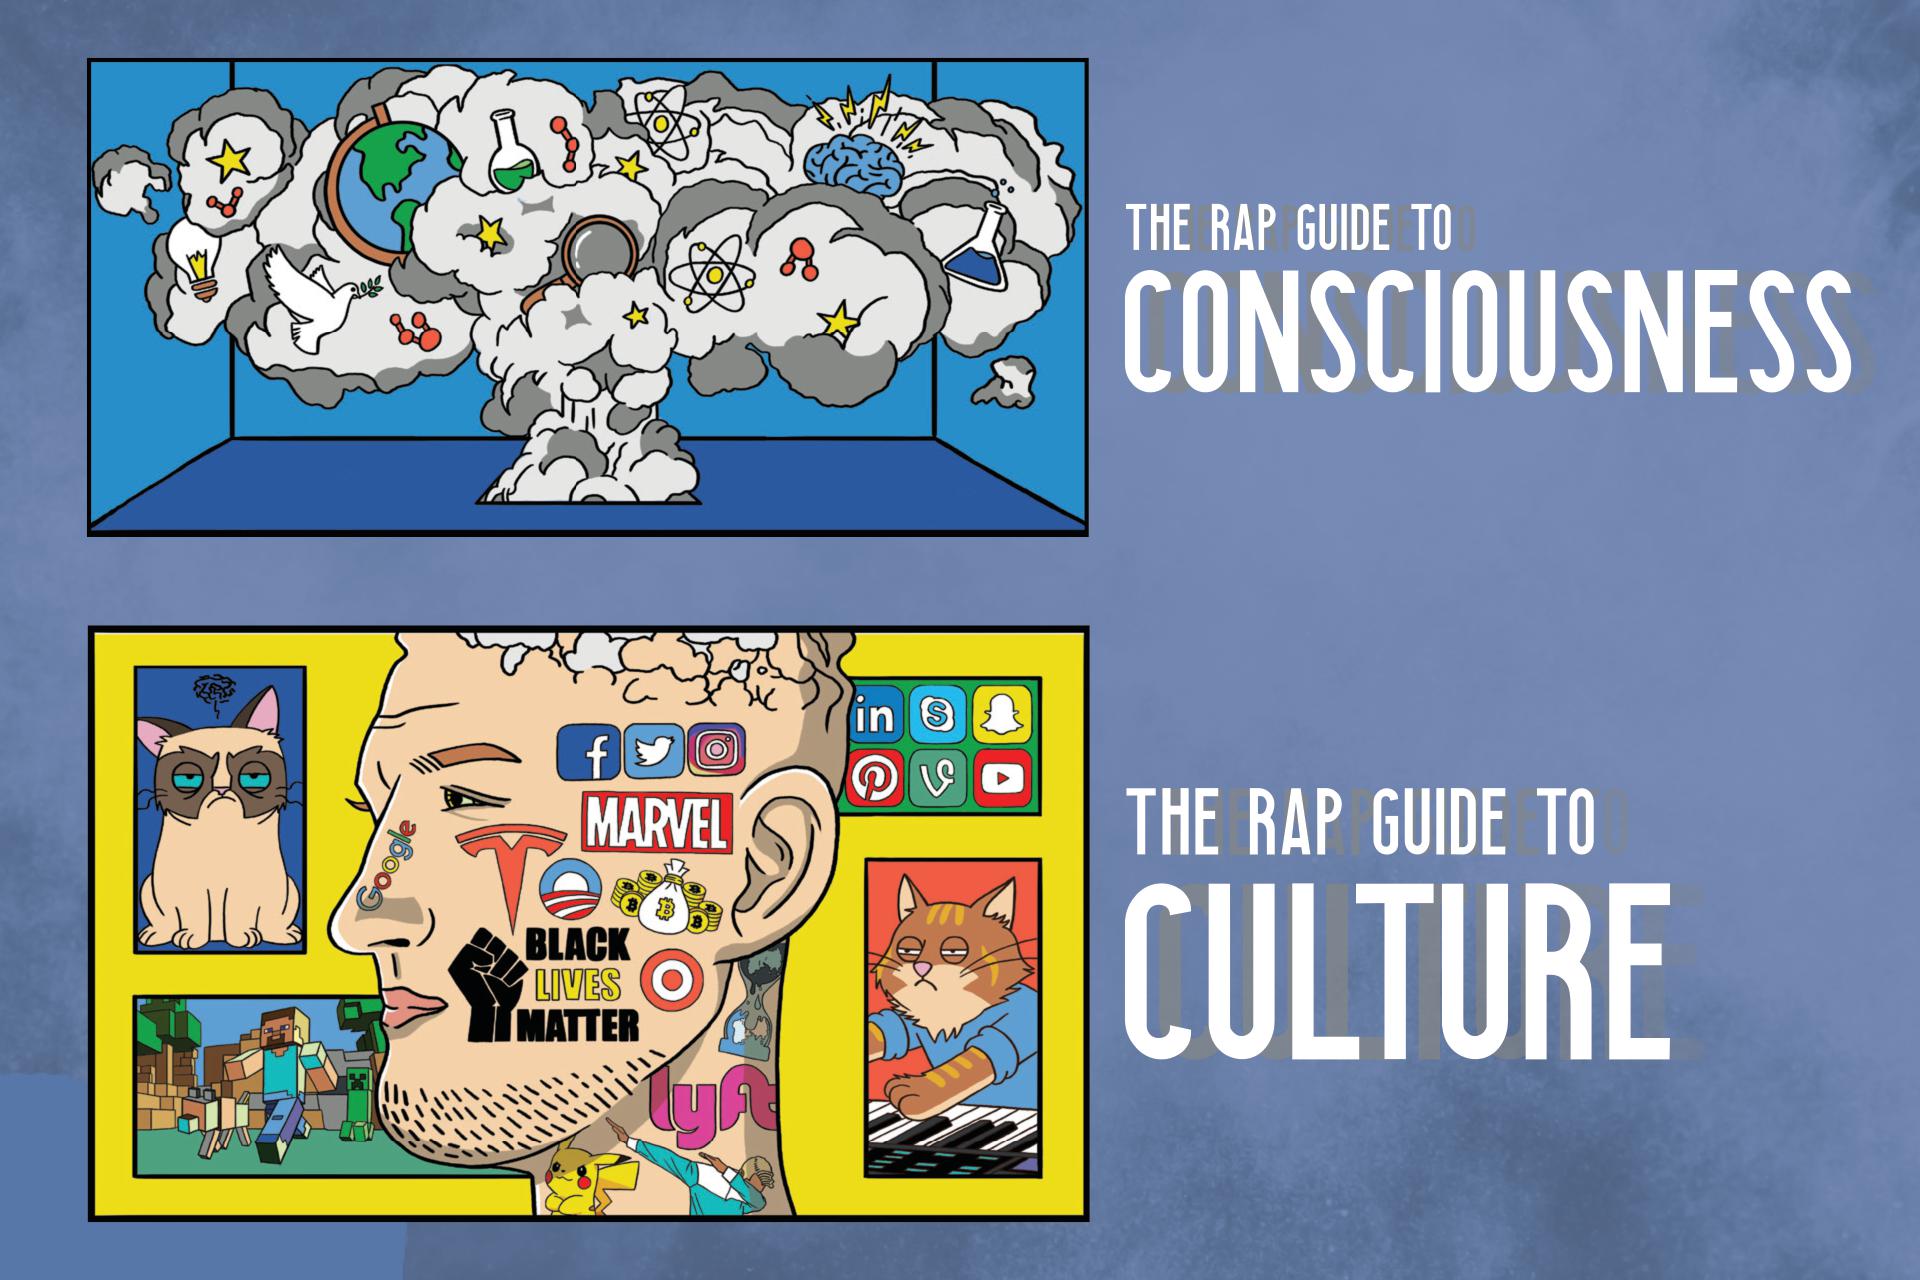 THE RAP GUIDE TO
CONSCIOUSNESS
THE RAP GUIDE TO
CULTURE
in
S
f
MARVEL
Google
BLACK
LIVES
MATTER
lyft